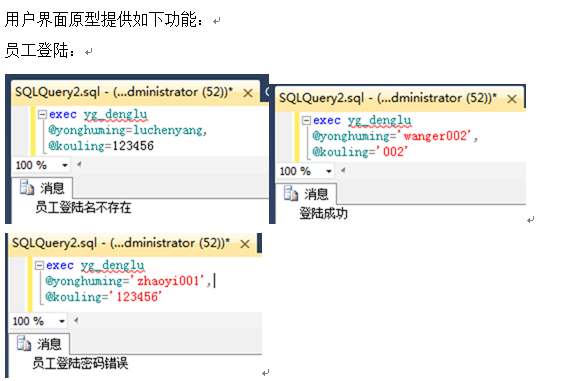 用户界面原型提供如下功能：
员工登陆：
SQLQuery2.sql - (...dministrator (52))* ×
exec yg_denglu
@yonghuming=luchenyang,
@kouling=123456
100 %
消息
员工登陆名不存在
SQLQuery2.sql - (...dministrator (52))* ×
exec yg_denglu
@yonghuming='wanger002',
@kouling='002'
100 %
消息
登陆成功
SQLQuery2.sql - (...dministrator (52))* ×
exec yg_denglu
@yonghuming='zhaoyi001',
@kouling='123456'
100 %
消息
员工登陆密码错误